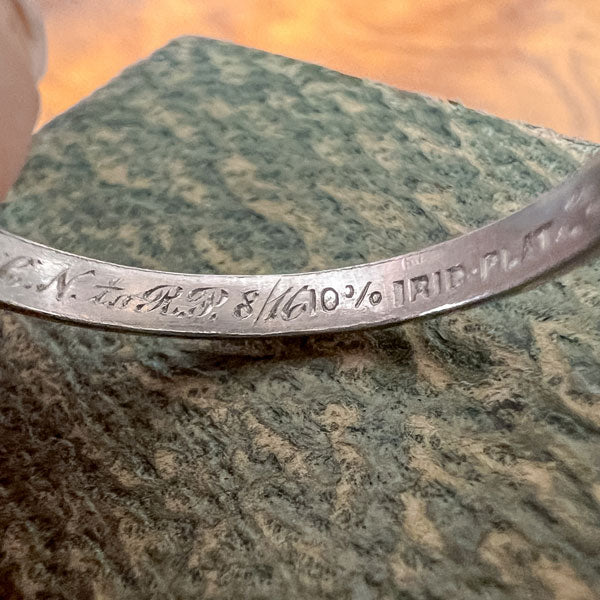 N. to R.P. 8/16 10% IRID-PLAT